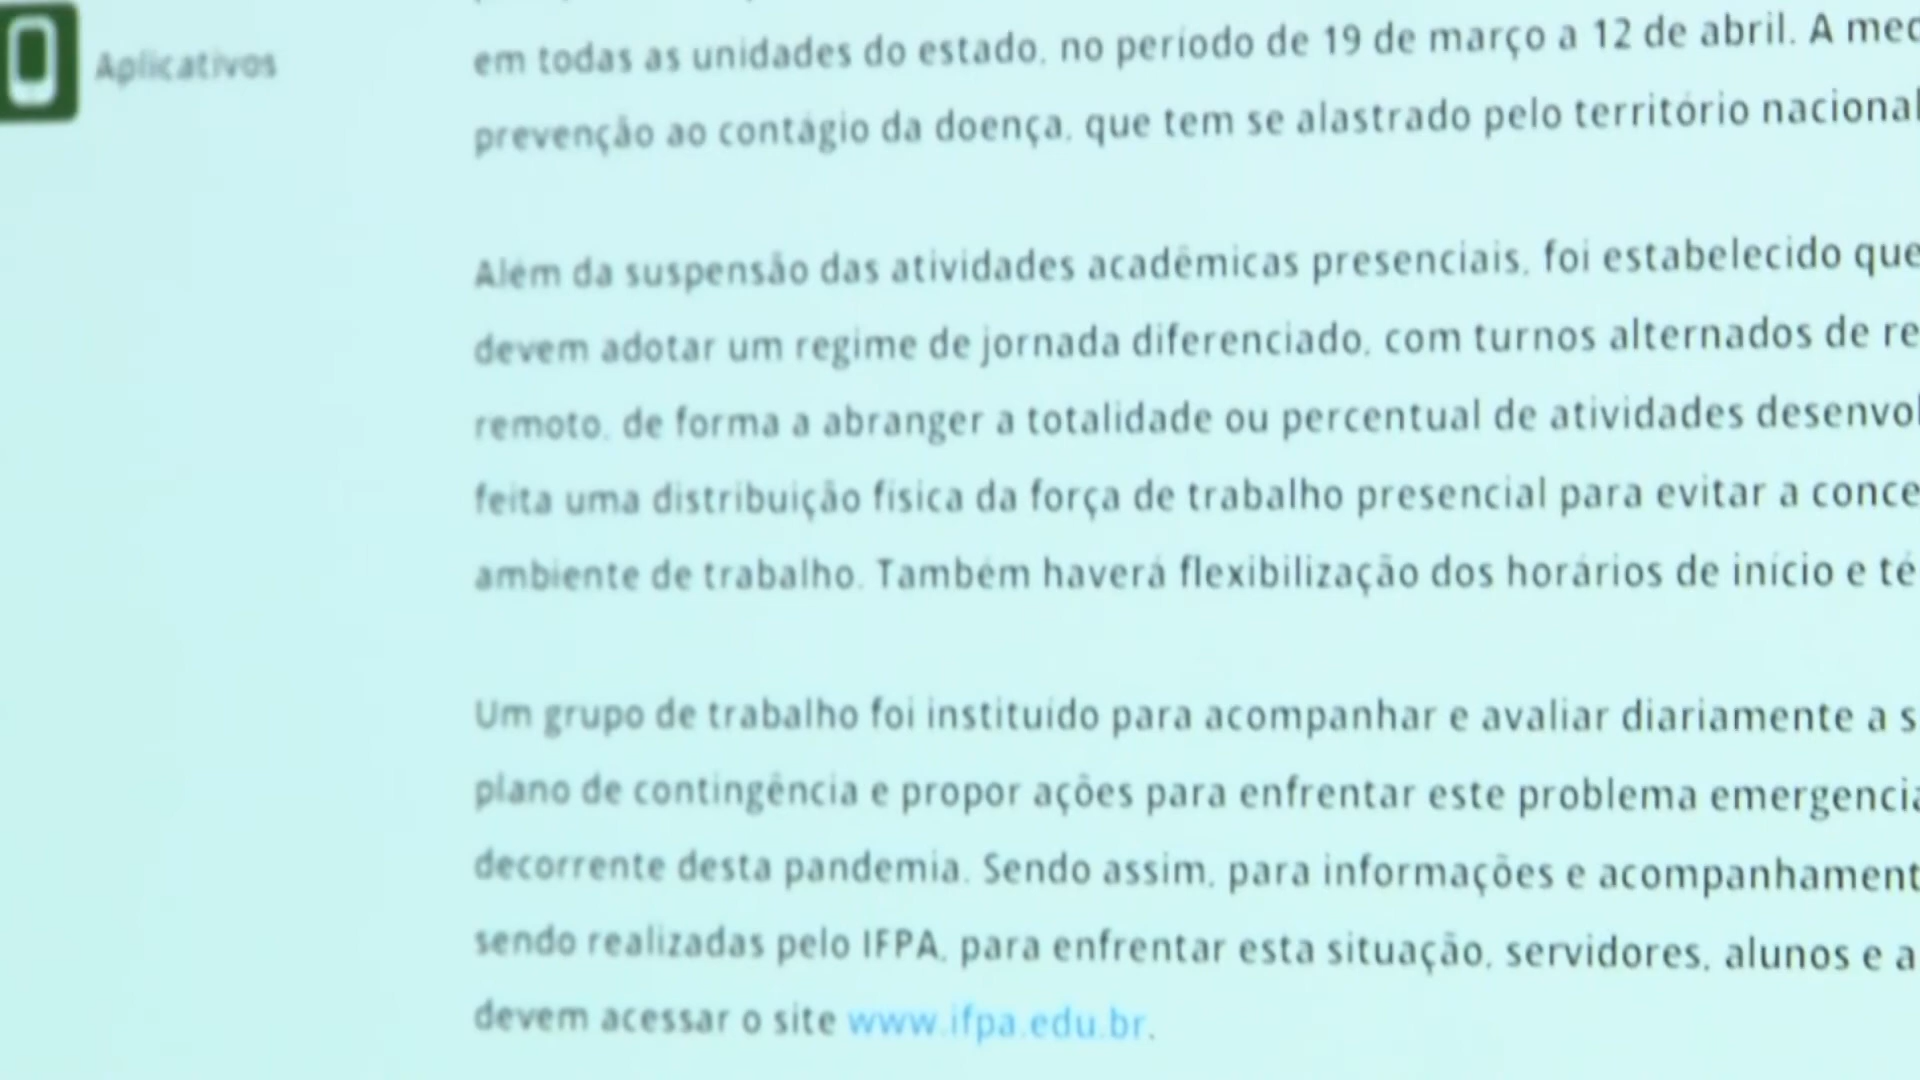 Aplicativos
em todas as unidades do estado, no período de 19 de março a 12 de abril. A
prevenção ao contágio da doença, que tem se alastrado pelo território nacional
Além da suspensão das atividades acadêmicas presenciais, foi estabelecido que
devem adotar um regime de jornada diferenciado, com turnos alternados de re
remoto, de forma a abranger a totalidade ou percentual de atividades desenvol
feita uma distribuição física da força de trabalho presencial para evitar a conce
ambiente de trabalho. Também haverá flexibilização dos horários de início e té
Um grupo de trabalho foi instituído para acompanhar e avaliar diariamente a s
plano de contingência e propor ações para enfrentar este problema emergencia
decorrente desta pandemia. Sendo assim, para informações e acompanhament
sendo realizadas pelo IFPA, para enfrentar esta situação, servidores, alunos e a
devem acessar o site www.ifpa.edu.br.